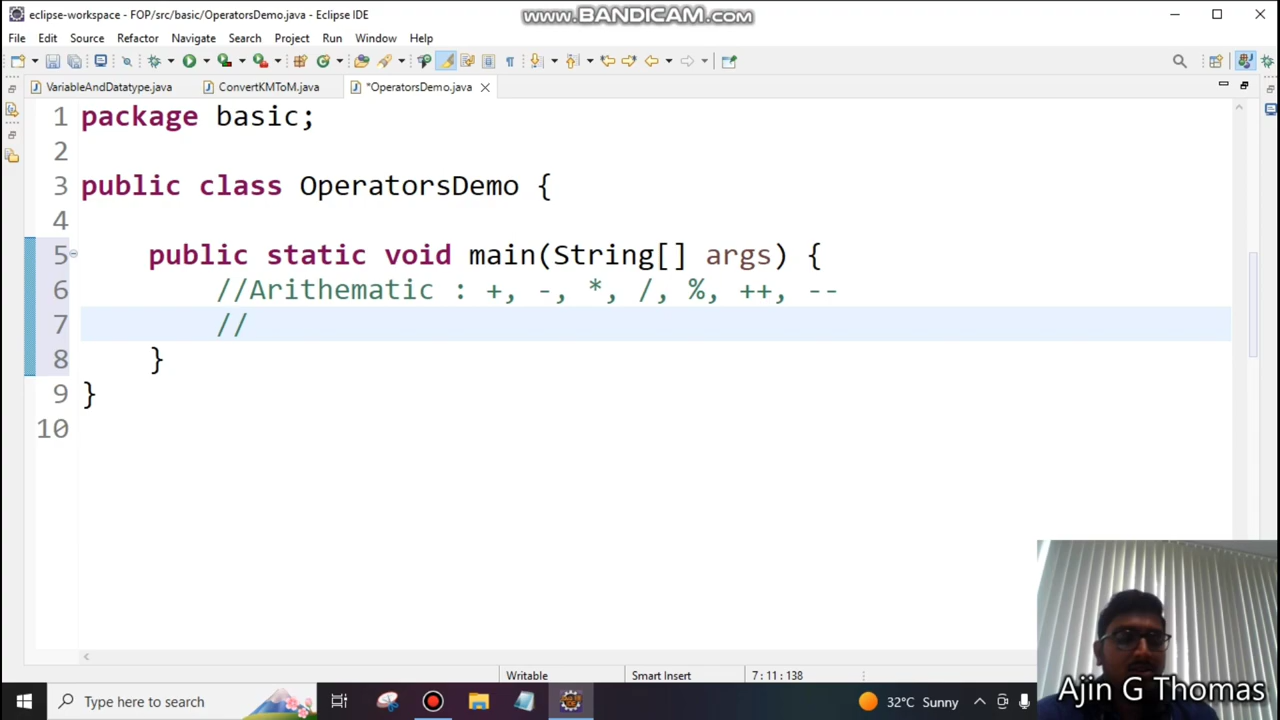 eclipse-workspace - FOP/src/basic/OperatorsDemo.java - Eclipse IDE
www.BANDICAM.com
File Edit Source Refactor Navigate Search Project Run Window Help
VariableAndDatatype.java ConvertKMToM.java *OperatorsDemo.java
1 package basic;
2
3 public class OperatorsDemo {
4
5 public static void main(String[] args) {
6 //Arithematic : +, -, *, /, %, ++, --
7 //
8 }
9 }
10
Writable Smart Insert 7 : 11 : 138
Ajin G Thomas
Type here to search 32°C Sunny